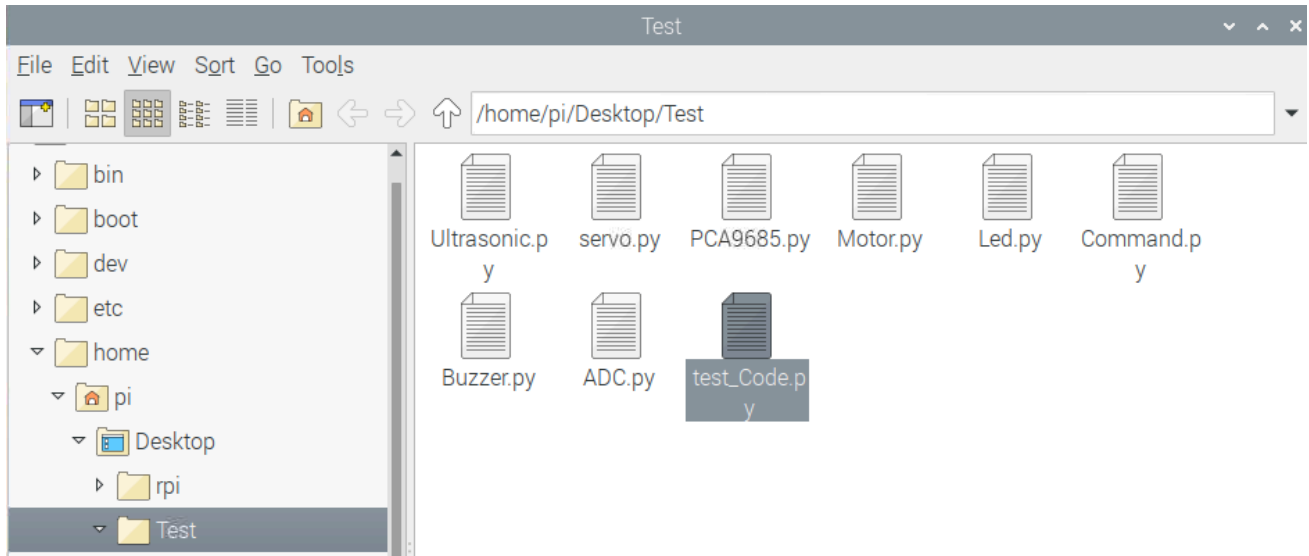 Test
File Edit View Sort Go Tools
/home/pi/Desktop/Test
bin
boot
dev
etc
home
pi
Desktop
rpi
Test
Ultrasonic.p
y
servo.py
PCA9685.py
Motor.py
Led.py
Command.p
y
Buzzer.py
ADC.py
test_Code.p
y